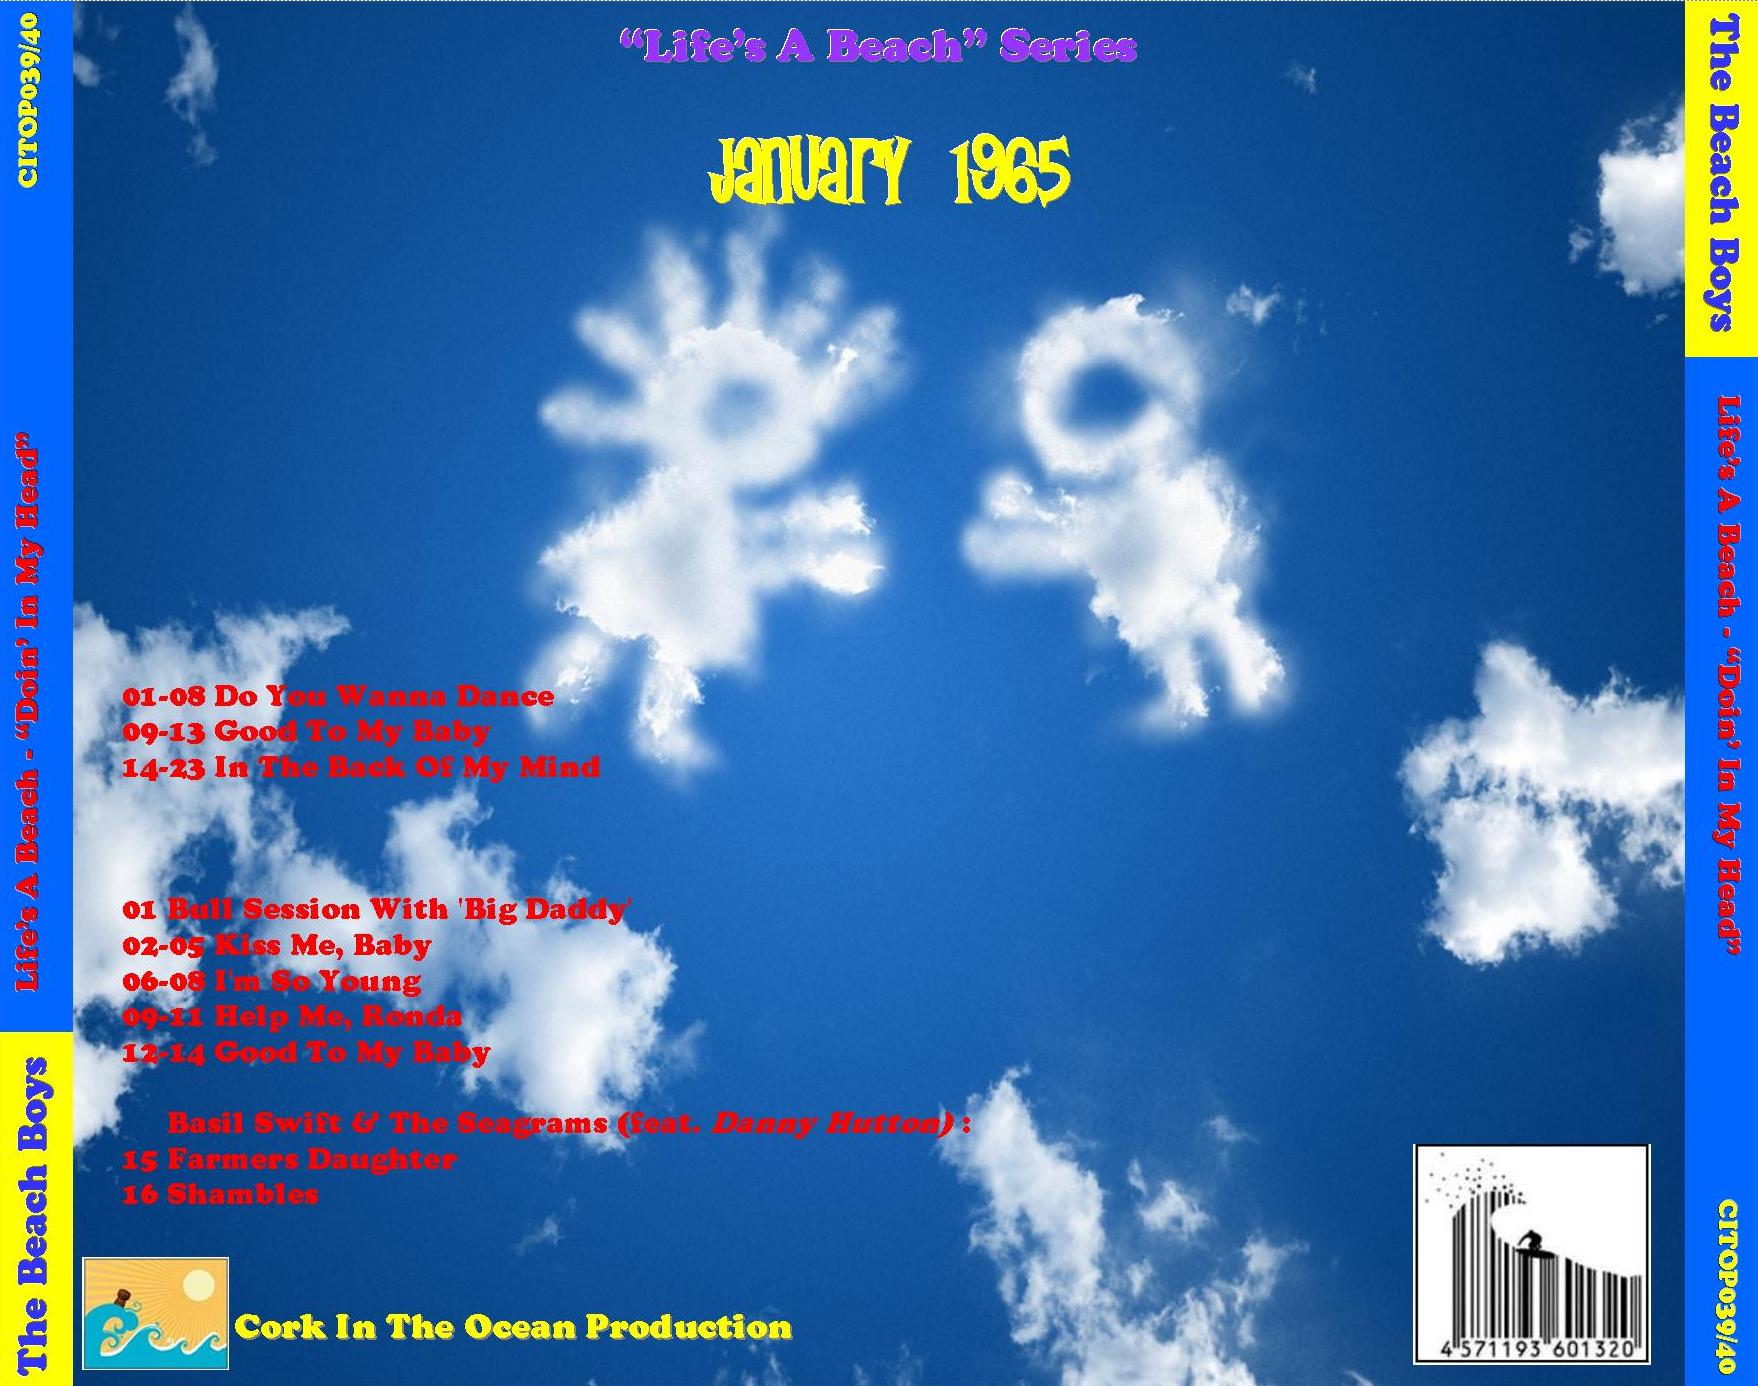 “Life's A Beach” Series
January 1965
01-08 Do You Wanna Dance
09-13 Good To My Baby
14-23 In The Back Of My Mind
01 Bull Session With 'Big Daddy'
02-05 Kiss Me, Baby
06-08 I'm So Young
09-11 Help Me, Ronda
12-14 Good To My Baby
Basil Swift & The Seagrams (feat. Danny Hutton) :
15 Farmers Daughter
16 Shambles
Cork In The Ocean Production
4 571193 601320
The Beach Boys
Life's A Beach - “Doin' In My Head”
CITOP039/40
The Beach Boys
Life's A Beach - “Doin' In My Head”
CITOP039/40